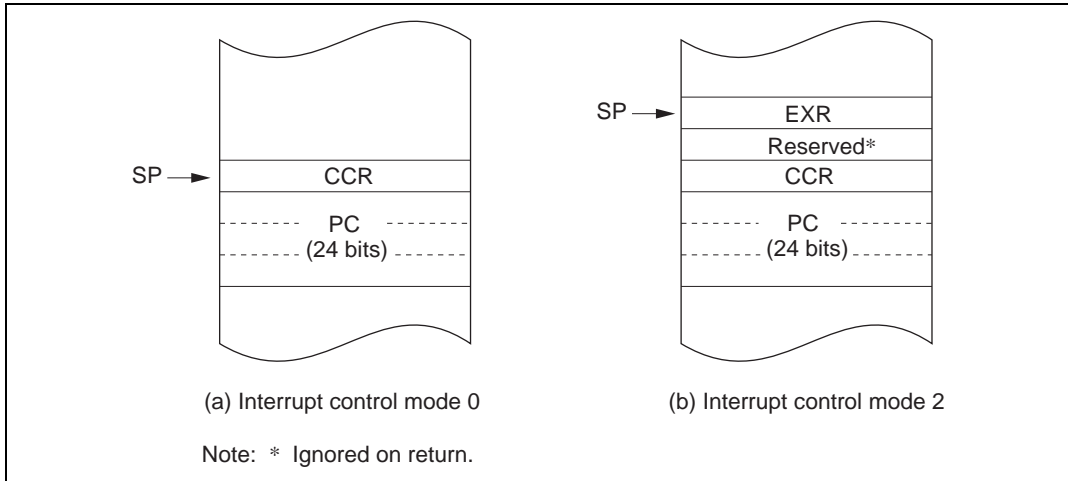 SP
CCR
PC
(24 bits)
(a) Interrupt control mode 0
SP
EXR
Reserved*
CCR
PC
(24 bits)
(b) Interrupt control mode 2
Note: * Ignored on return.